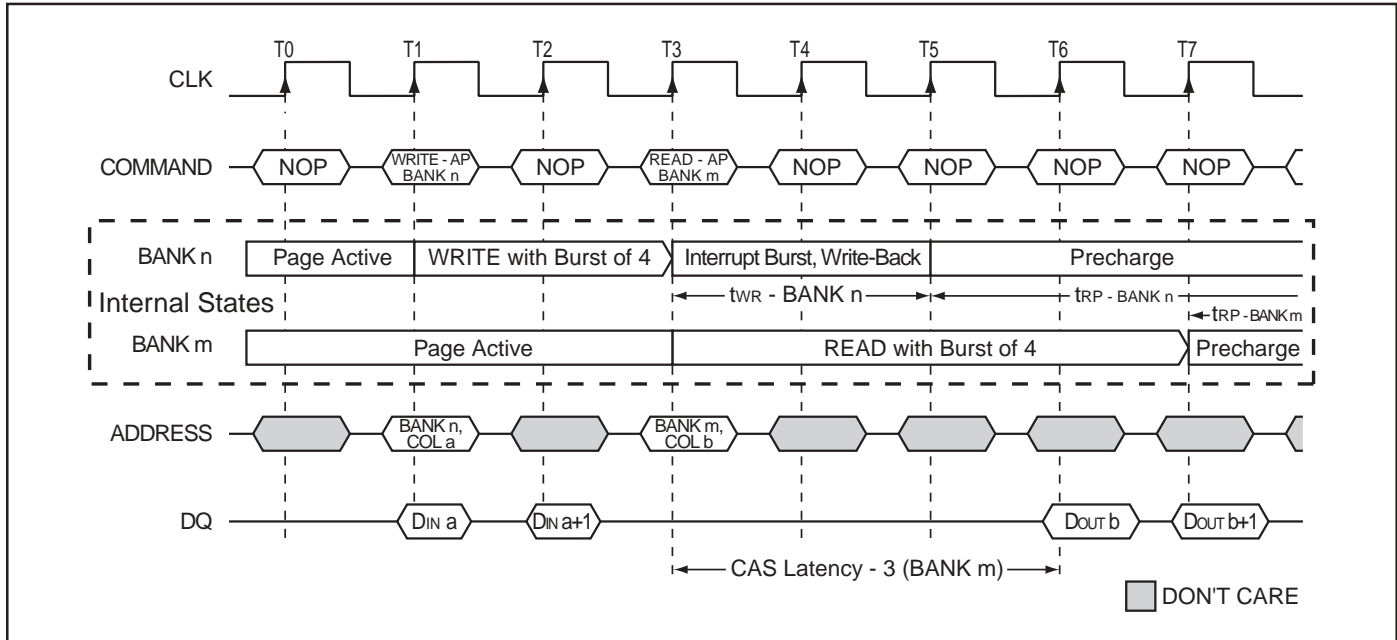 T0 T1 T2 T3 T4 T5 T6 T7
CLK
COMMAND NOP WRITE - AP BANK n NOP READ - AP BANK m NOP NOP NOP NOP
BANK n Page Active WRITE with Burst of 4 Interrupt Burst, Write-Back Precharge
Internal States tWR - BANK n tRP - BANK n
tRP - BANK m
BANK m Page Active READ with Burst of 4 Precharge
ADDRESS BANK n, COL a BANK m, COL b
DQ DIN a DIN a+1 DOUT b DOUT b+1
CAS Latency - 3 (BANK m)
DON'T CARE